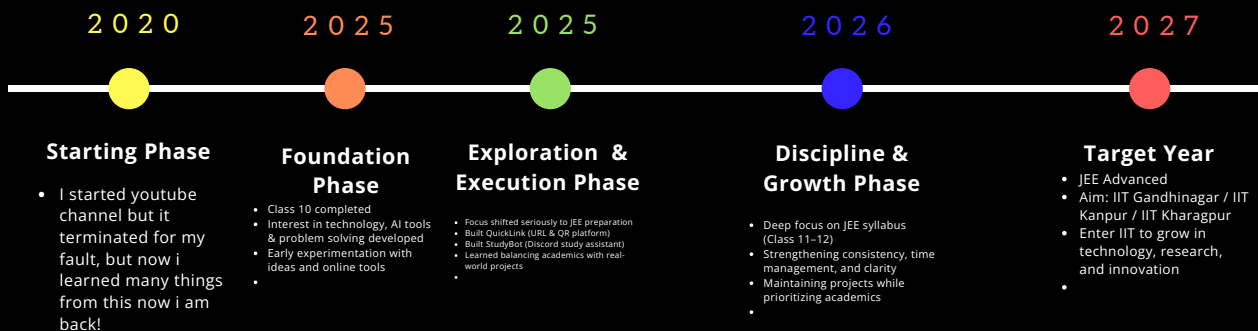 2020
Starting Phase
• I started youtube
channel but it
terminated for my
fault, but now i
learned many things
from this now i am
back!
2025
Foundation
Phase
• Class 10 completed
• Interest in technology, AI tools
& problem solving developed
• Early experimentation with
ideas and online tools
•
2025
Exploration &
Execution Phase
• Focus shifted seriously to JEE preparation
• Built QuickLink (URL & QR platform)
• Built StudyBot (Discord study assistant)
• Learned balancing academics with real-
world projects
•
2026
Discipline &
Growth Phase
• Deep focus on JEE syllabus
(Class 11–12)
• Strengthening consistency, time
management, and clarity
• Maintaining projects while
prioritizing academics
•
2027
Target Year
• JEE Advanced
• Aim: IIT Gandhinagar / IIT
Kanpur / IIT Kharagpur
• Enter IIT to grow in
technology, research,
and innovation
•